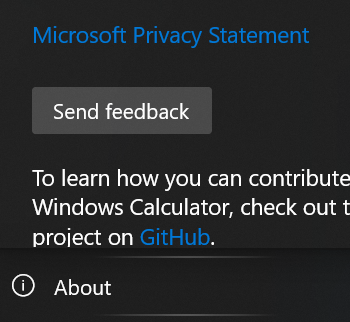 Microsoft Privacy Statement
Send feedback
To learn how you can contribute
Windows Calculator, check out t
project on GitHub.
About